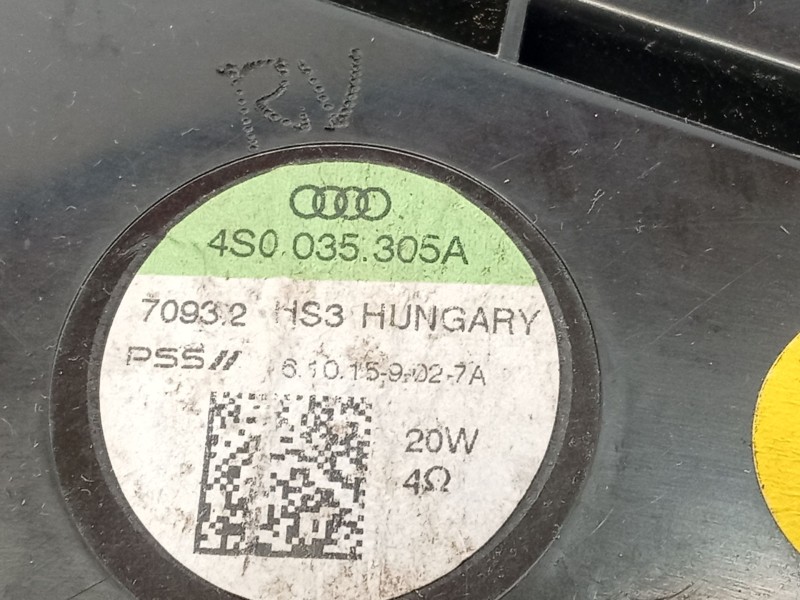 RV
4S0.035.305A
7093.2 HS3 HUNGARY
PSS// 6.10.15-9-02-7A
20W
4Ω